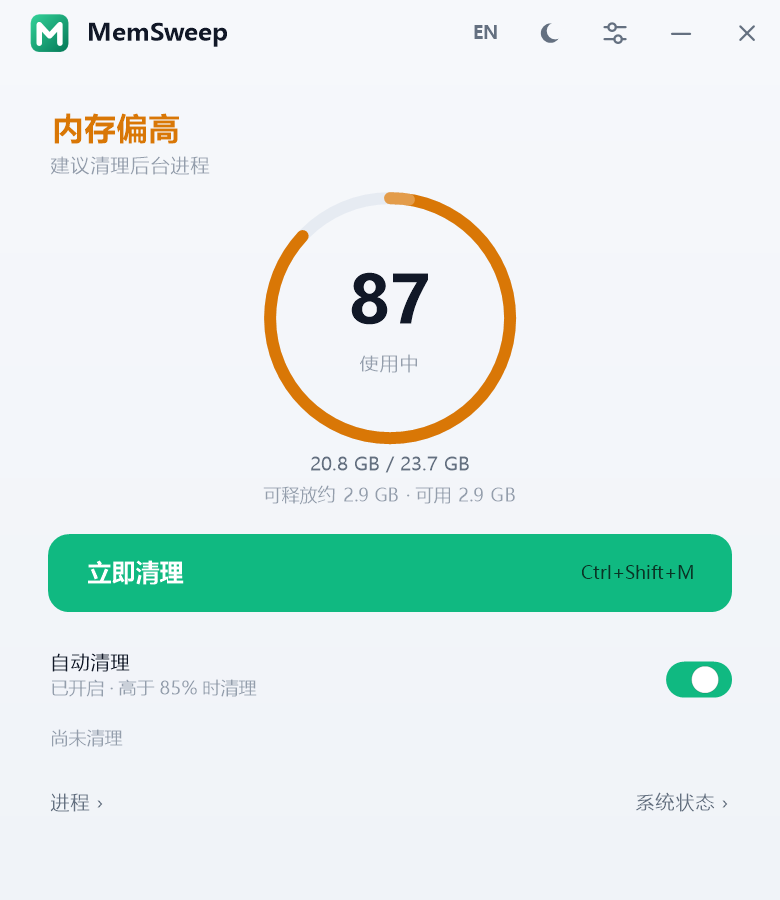 MemSweep
EN
内存偏高
建议清理后台进程
87
使用中
20.8 GB / 23.7 GB
可释放约 2.9 GB · 可用 2.9 GB
立即清理
Ctrl+Shift+M
自动清理
已开启 · 高于 85% 时清理
尚未清理
进程 ›
系统状态 ›